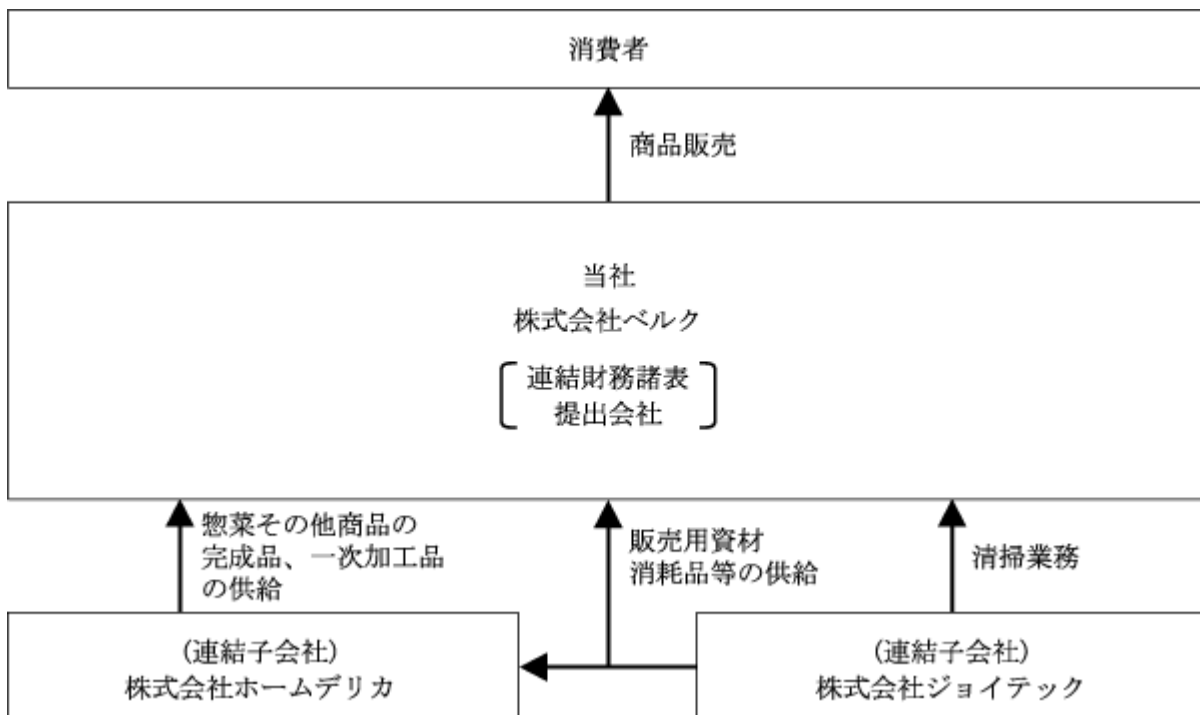 消費者
商品販売
当社
株式会社ベルク
連結財務諸表
提出会社
惣菜その他商品の
完成品、一次加工品
の供給
販売用資材
消耗品等の供給
清掃業務
(連結子会社)
株式会社ホームデリカ
(連結子会社)
株式会社ジョイテック